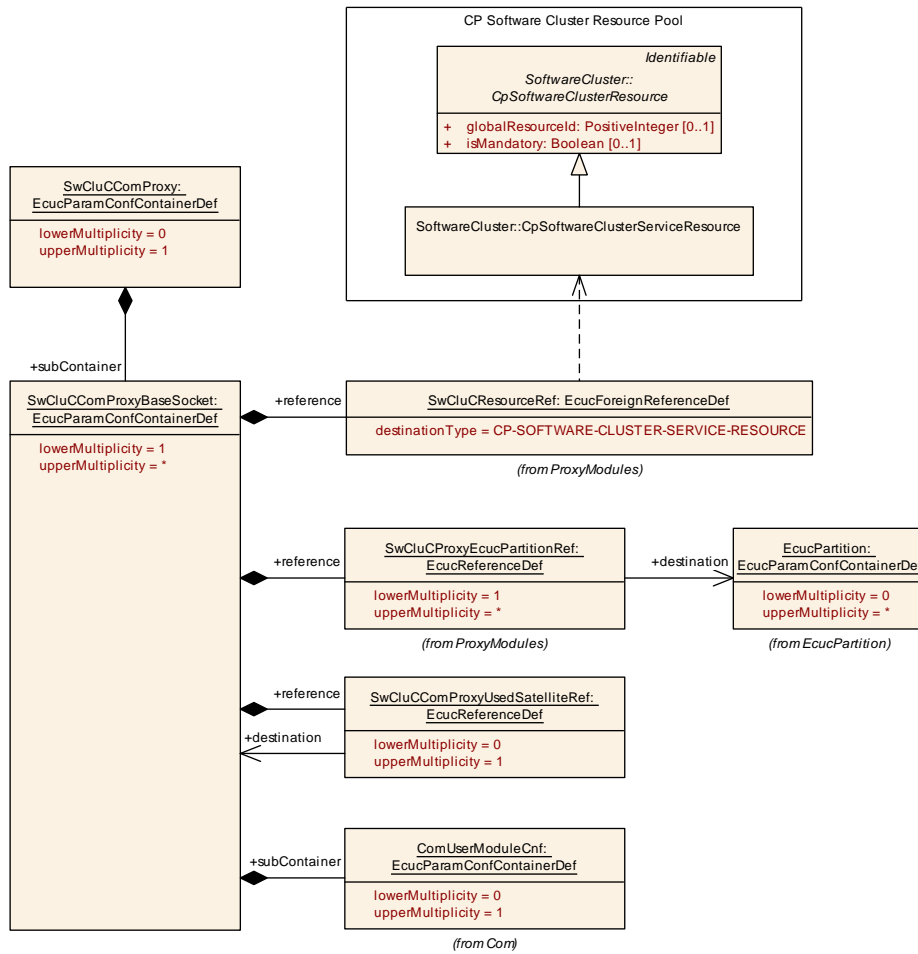 CP Software Cluster Resource Pool
Identifiable
SoftwareCluster::
CpSoftwareClusterResource
+ globalResourceId: PositiveInteger [0..1]
+ isMandatory: Boolean [0..1]
SwCluCComProxy:
EcucParamConfContainerDef
lowerMultiplicity = 0
upperMultiplicity = 1
SoftwareCluster::CpSoftwareClusterServiceResource
+subContainer
SwCluCComProxyBaseSocket:
EcucParamConfContainerDef
lowerMultiplicity = 1
upperMultiplicity = *
+reference
SwCluCResourceRef: EcucForeignReferenceDef
destinationType = CP-SOFTWARE-CLUSTER-SERVICE-RESOURCE
(from ProxyModules)
+reference
SwCluCProxyEcucPartitionRef:
EcucReferenceDef
lowerMultiplicity = 1
upperMultiplicity = *
(from ProxyModules)
+destination
EcucPartition:
EcucParamConfContainerDef
lowerMultiplicity = 0
upperMultiplicity = *
(from EcucPartition)
+reference
+destination
SwCluCComProxyUsedSatelliteRef:
EcucReferenceDef
lowerMultiplicity = 0
upperMultiplicity = 1
+subContainer
ComUserModuleCnf:
EcucParamConfContainerDef
lowerMultiplicity = 0
upperMultiplicity = 1
(from Com)